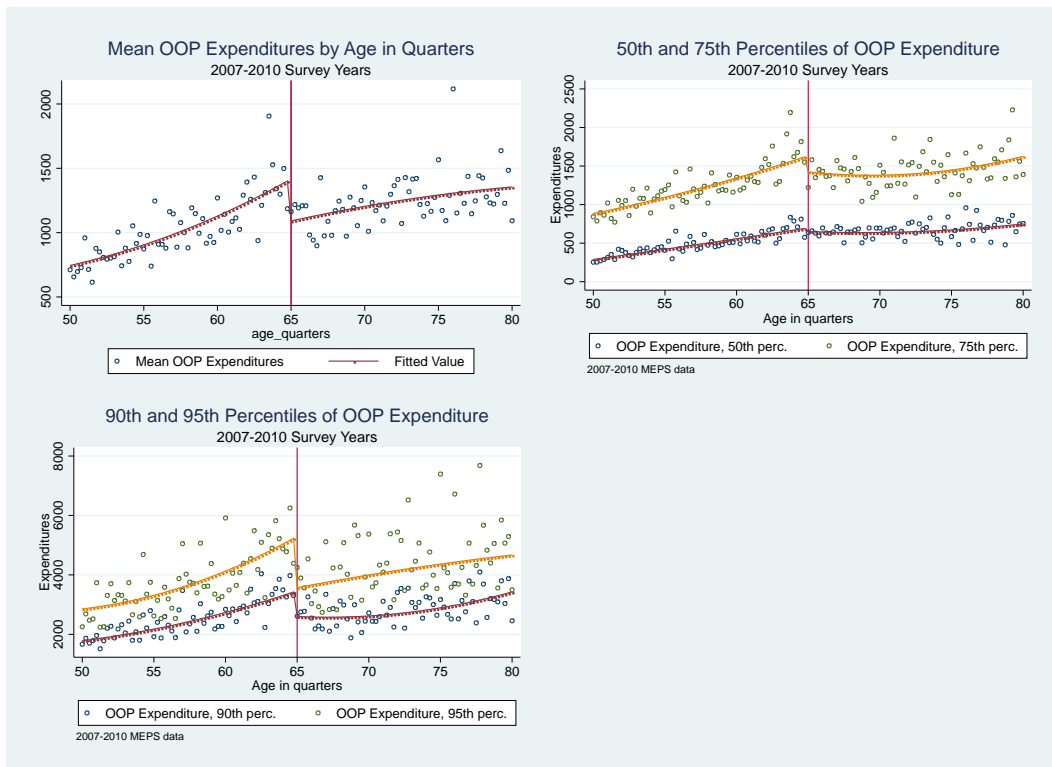 Mean OOP Expenditures by Age in Quarters
2007-2010 Survey Years
2000
1500
1000
500
50 55 60 65 70 75 80
age_quarters
Mean OOP Expenditures Fitted Value
50th and 75th Percentiles of OOP Expenditure
2007-2010 Survey Years
Expenditures
2500
2000
1500
1000
500
0
50 55 60 65 70 75 80
Age in quarters
OOP Expenditure, 50th perc. OOP Expenditure, 75th perc.
2007-2010 MEPS data
90th and 95th Percentiles of OOP Expenditure
2007-2010 Survey Years
Expenditures
8000
6000
4000
2000
50 55 60 65 70 75 80
Age in quarters
OOP Expenditure, 90th perc. OOP Expenditure, 95th perc.
2007-2010 MEPS data